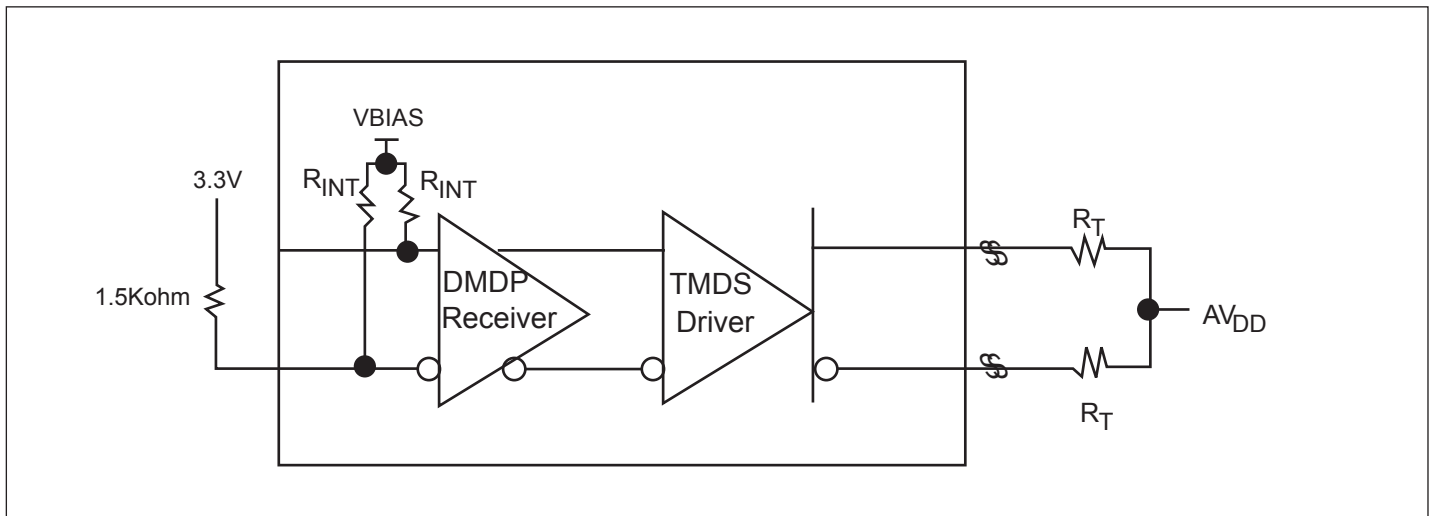 VBIAS
3.3V
RINT
RINT
1.5Kohm
DMDP
Receiver
TMDS
Driver
RT
AVDD
RT